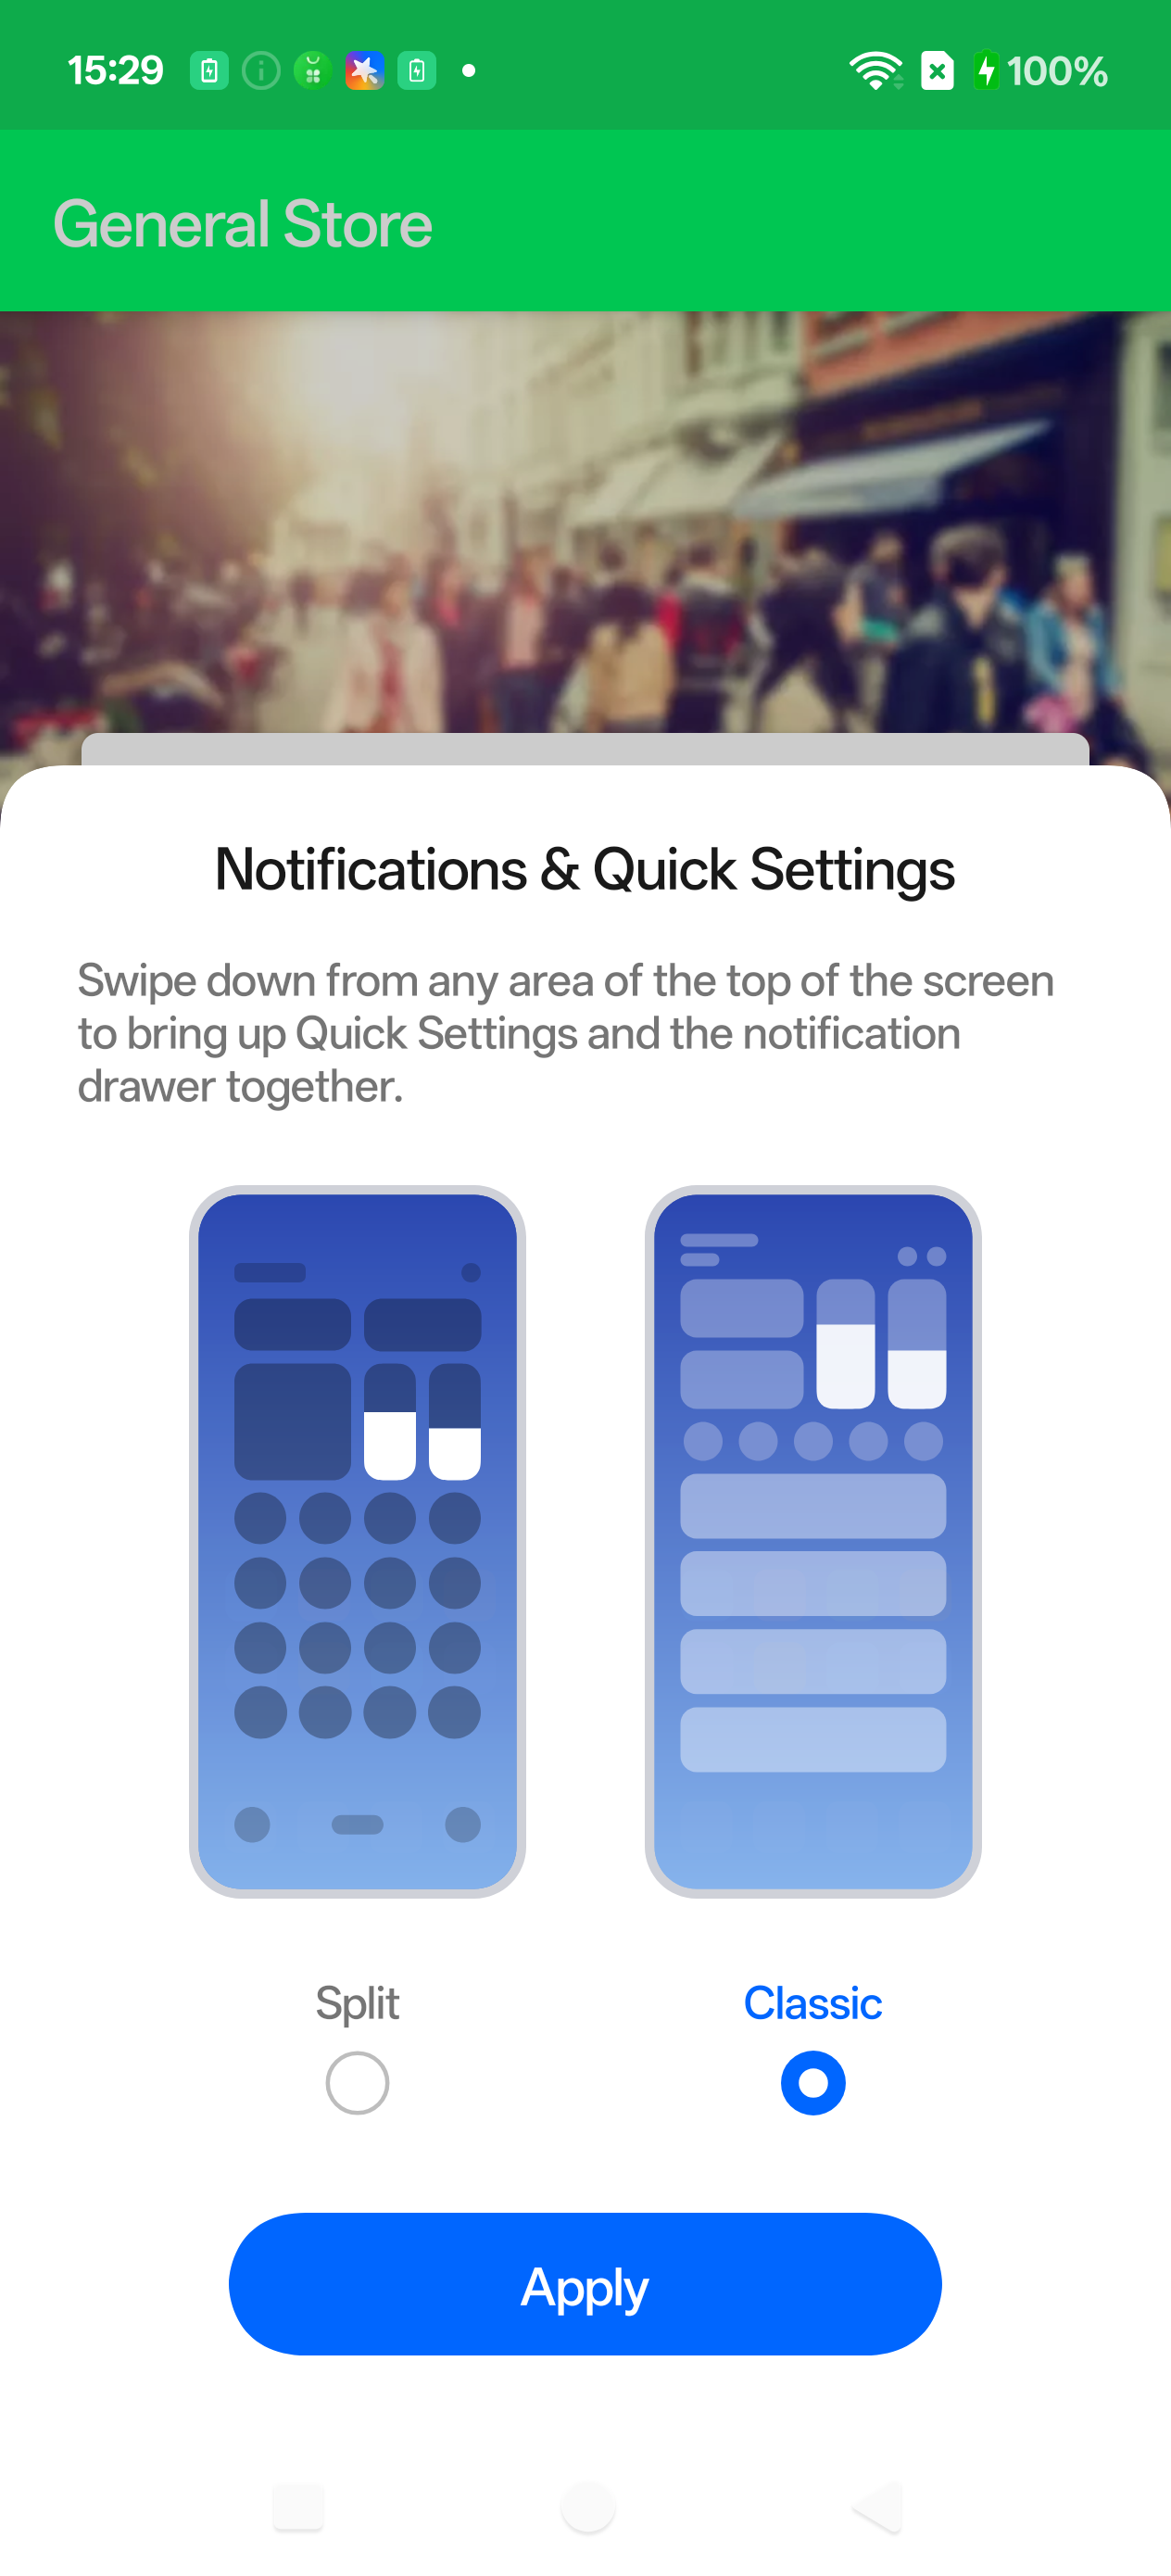 15:29
100%
General Store
Notifications & Quick Settings
Swipe down from any area of the top of the screen
to bring up Quick Settings and the notification
drawer together.
Split
Classic
Apply